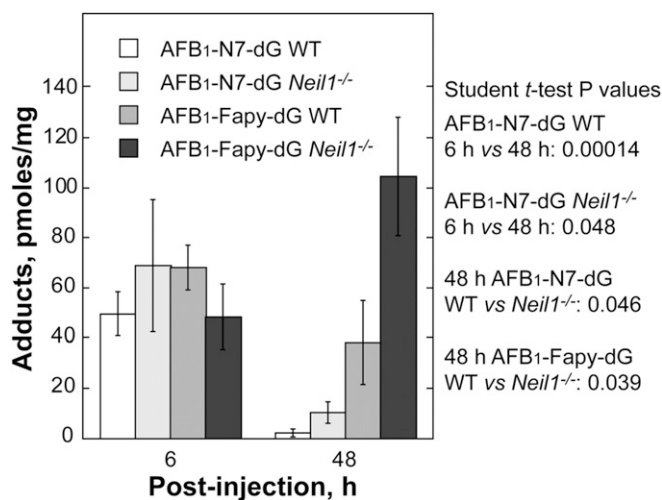 AFB1-N7-dG WT
AFB1-N7-dG Neil1-/-
AFB1-Fapy-dG WT
AFB1-Fapy-dG Neil1-/-
140
120
100
80
60
40
20
0
Adducts, pmoles/mg
6
48
Post-injection, h
Student t-test P values
AFB1-N7-dG WT
6 h vs 48 h: 0.00014
AFB1-N7-dG Neil1-/-
6 h vs 48 h: 0.048
48 h AFB1-N7-dG
WT vs Neil1-/-: 0.046
48 h AFB1-Fapy-dG
WT vs Neil1-/-: 0.039